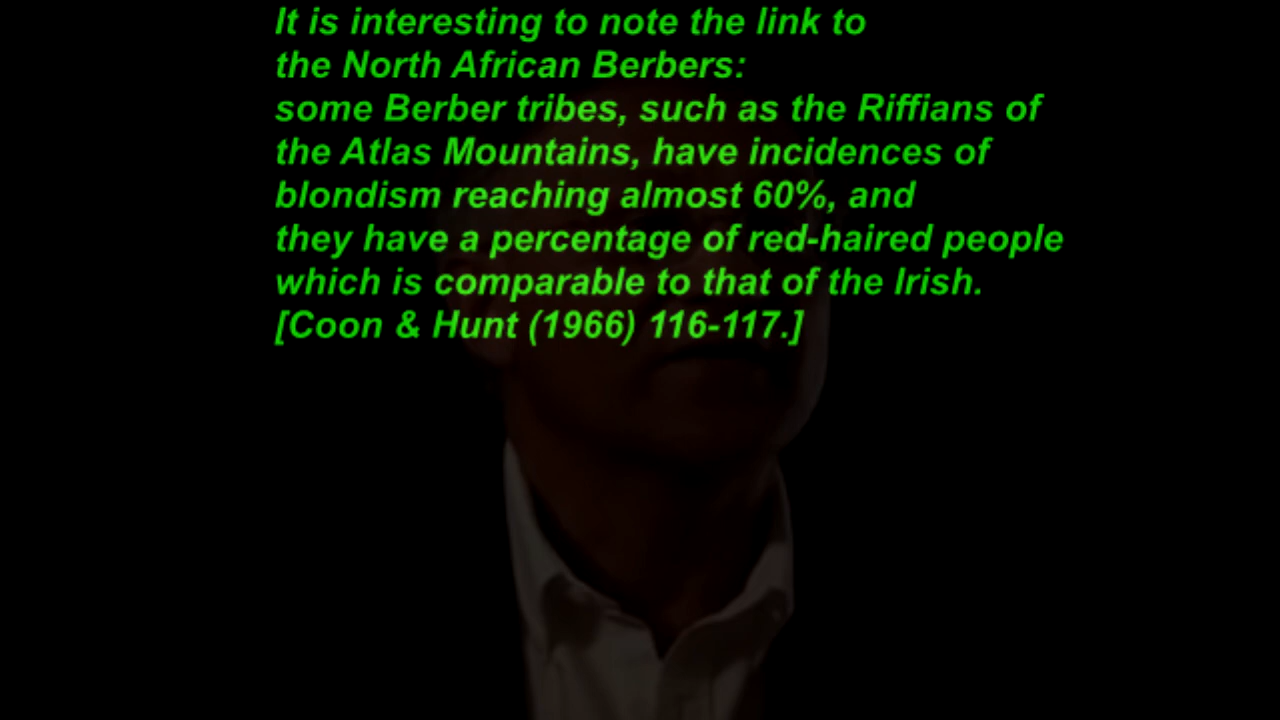 It is interesting to note the link to
the North African Berbers:
some Berber tribes, such as the Riffians of
the Atlas Mountains, have incidences of
blondism reaching almost 60%, and
they have a percentage of red-haired people
which is comparable to that of the Irish.
[Coon & Hunt (1966) 116-117.]